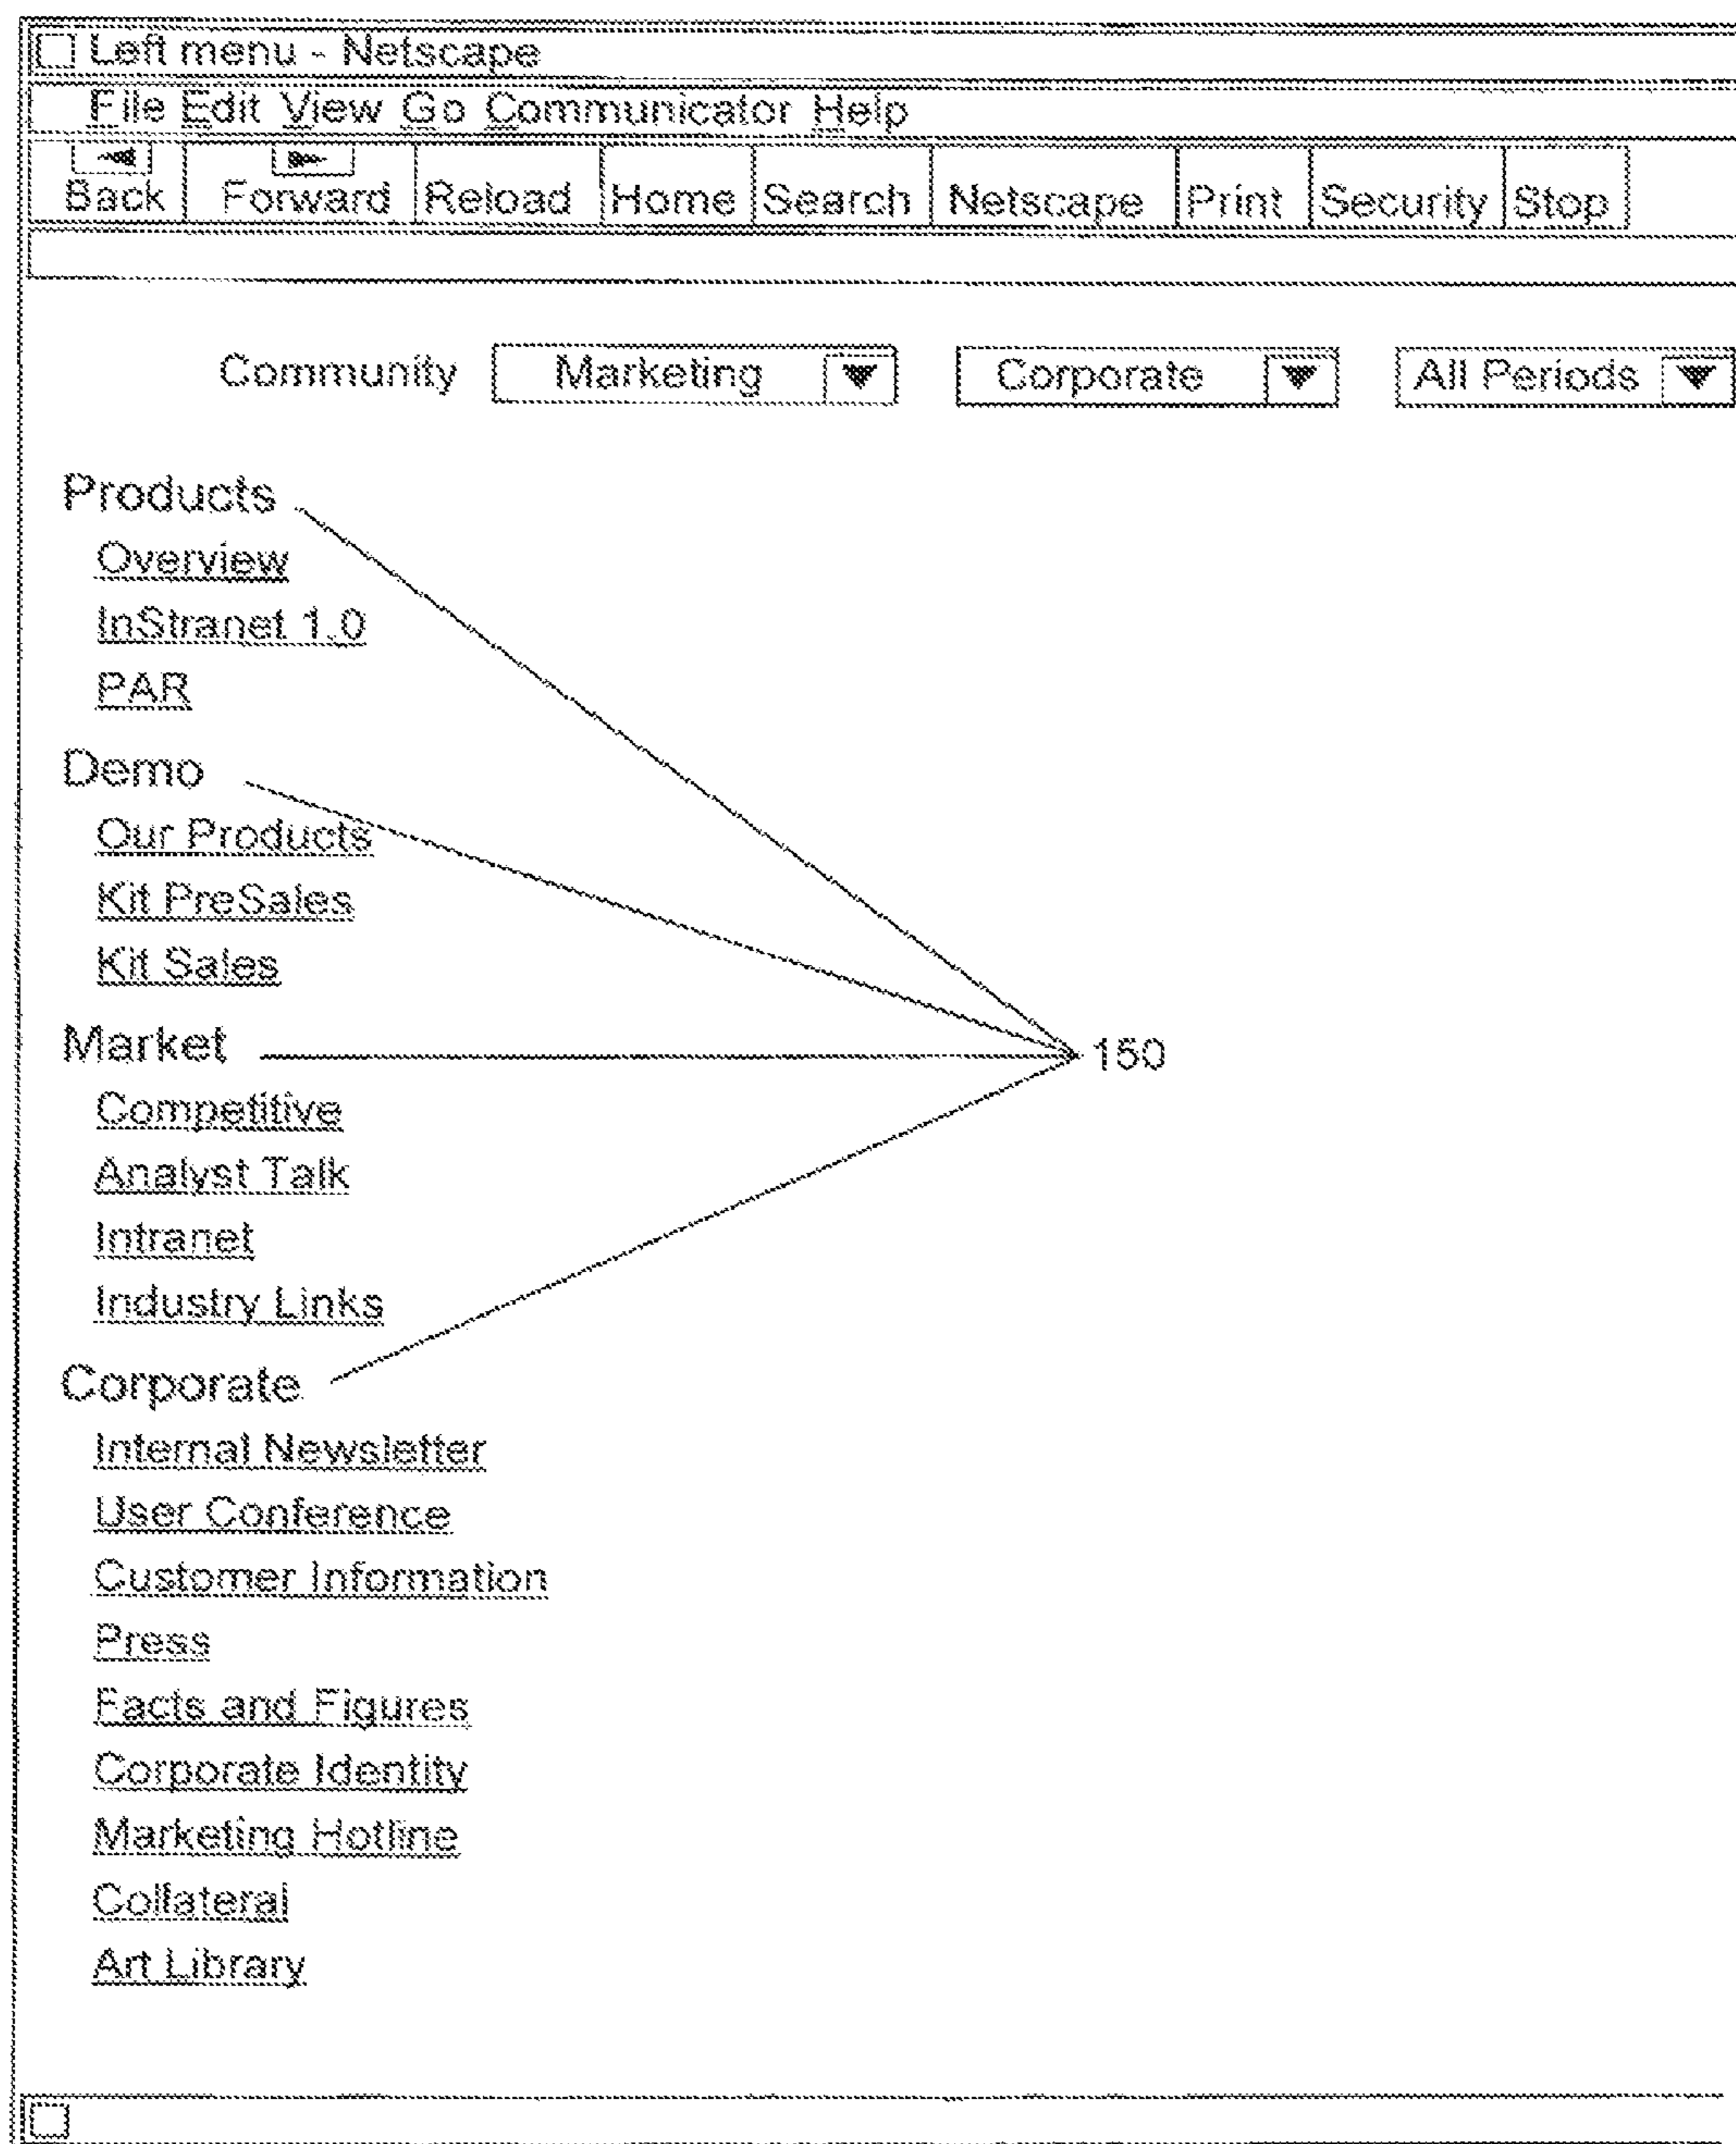 Left menu - Netscape
File Edit View Go Communicator Help
Back Forward Reload Home Search Netscape Print Security Stop
Community Marketing Corporate All Periods
Products
Overview
InStranet 1.0
PAR
Demo
Our Products
Kit PreSales
Kit Sales
Market
150
Competitive
Analyst Talk
Intranet
Industry Links
Corporate
Internal Newsletter
User Conference
Customer Information
Press
Facts and Figures
Corporate Identity
Marketing Hotline
Collateral
Art Library